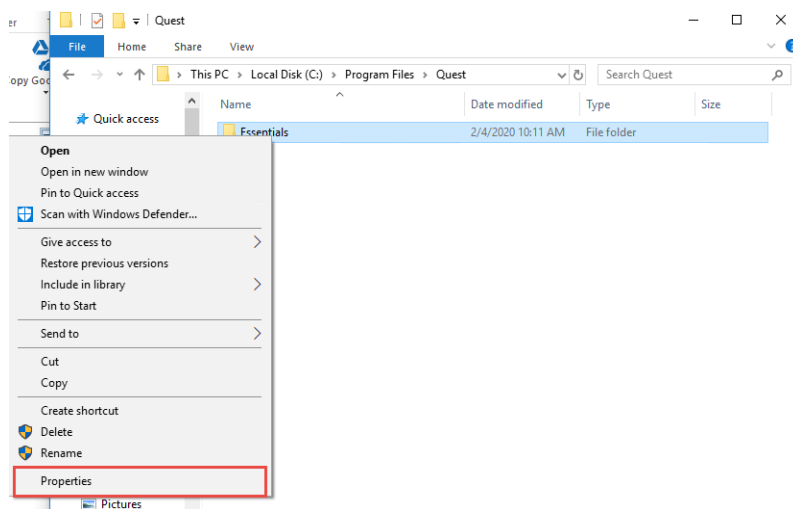 er
Quest
File Home Share View
opy Goo
This PC > Local Disk (C:) > Program Files > Quest
Search Quest
Quick access
Name Date modified Type Size
Essentials 2/4/2020 10:11 AM File folder
Open
Open in new window
Pin to Quick access
Scan with Windows Defender...
Give access to
Restore previous versions
Include in library
Pin to Start
Send to
Cut
Copy
Create shortcut
Delete
Rename
Properties
Pictures